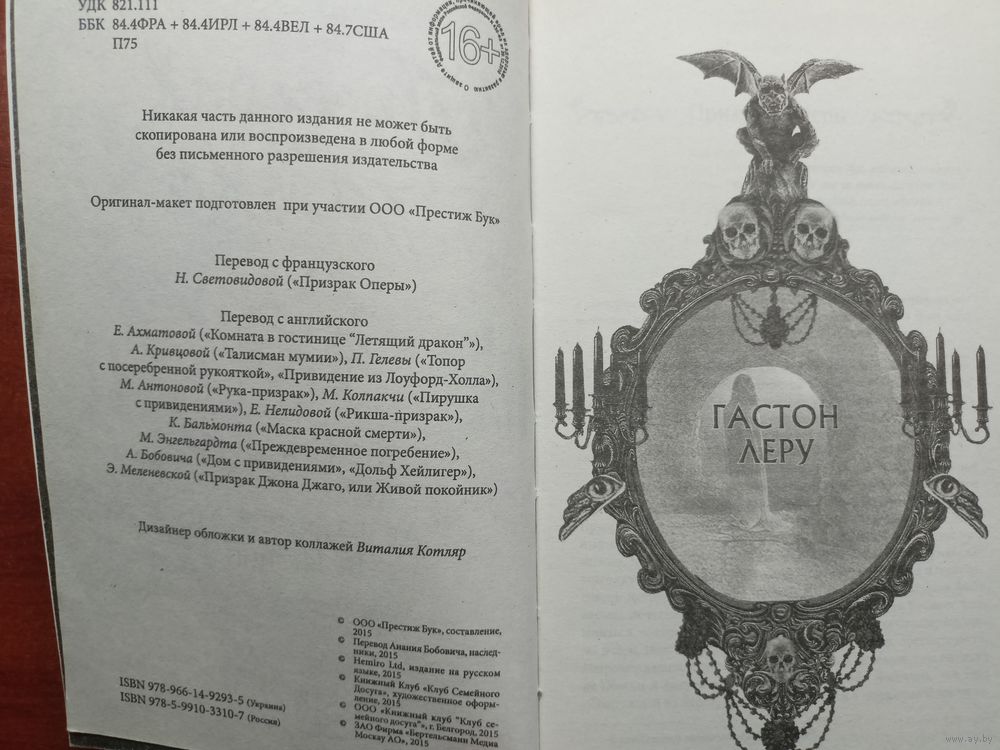 УДК 821.111
ББК 84.4ФРА + 84.4ИРЛ + 84.4ВЕЛ + 84.7США
П75
16+
Никакая часть данного издания не может быть
скопирована или воспроизведена в любой форме
без письменного разрешения издательства
Оригинал-макет подготовлен при участии ООО «Престиж Бук»
Перевод с французского
Н. Световидовой («Призрак Оперы»)
Перевод с английского
Е. Ахматовой («Комната в гостинице "Летящий дракон"»),
А. Кривцовой («Талисман мумии»), П. Гелевы («Топор
с посеребренной рукояткой», «Привидение из Лоуфорд-Холла»),
М. Антоновой («Рука-призрак»), М. Колпакчи («Пирушка
с привидениями»), Е. Нелидовой («Рикша-призрак»),
К. Бальмонта («Маска красной смерти»),
М. Энгельгардта («Преждевременное погребение»),
А. Бобовича («Дом с привидениями», «Дольф Хейлигер»),
Э. Меленевской («Призрак Джона Джаго, или Живой покойник»)
Дизайнер обложки и автор коллажей Виталия Котляр
© ООО «Престиж Бук», составление,
2015
© Перевод Анания Бобовича, наслед-
ники, 2015
© Hemiro Ltd, издание на русском
языке, 2015
© Книжный Клуб «Клуб Семейного
Досуга», художественное оформ-
ление, 2015
© ООО «Книжный клуб "Клуб се-
мейного досуга"», г. Белгород, 2015
© ЗАО Фирма «Бертельсманн Медиа
Москау АО», 2015
ISBN 978-966-14-9293-5 (Украина)
ISBN 978-5-9910-3310-7 (Россия)
ГАСТОН
ЛЕРУ
www.ay.by